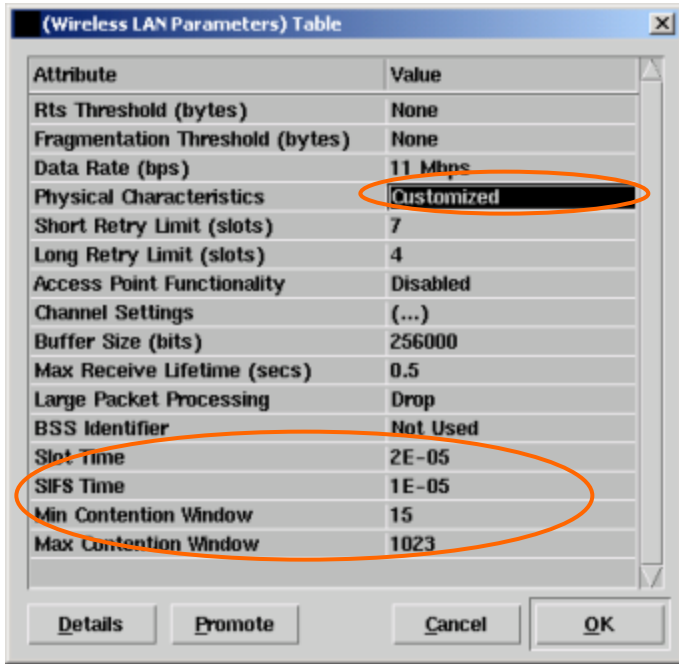 (Wireless LAN Parameters) Table
Attribute Value
Rts Threshold (bytes) None
Fragmentation Threshold (bytes) None
Data Rate (bps) 11 Mbps
Physical Characteristics Customized
Short Retry Limit (slots) 7
Long Retry Limit (slots) 4
Access Point Functionality Disabled
Channel Settings (...)
Buffer Size (bits) 256000
Max Receive Lifetime (secs) 0.5
Large Packet Processing Drop
BSS Identifier Not Used
Slot Time 2E-05
SIFS Time 1E-05
Min Contention Window 15
Max Contention Window 1023
Details Promote Cancel OK